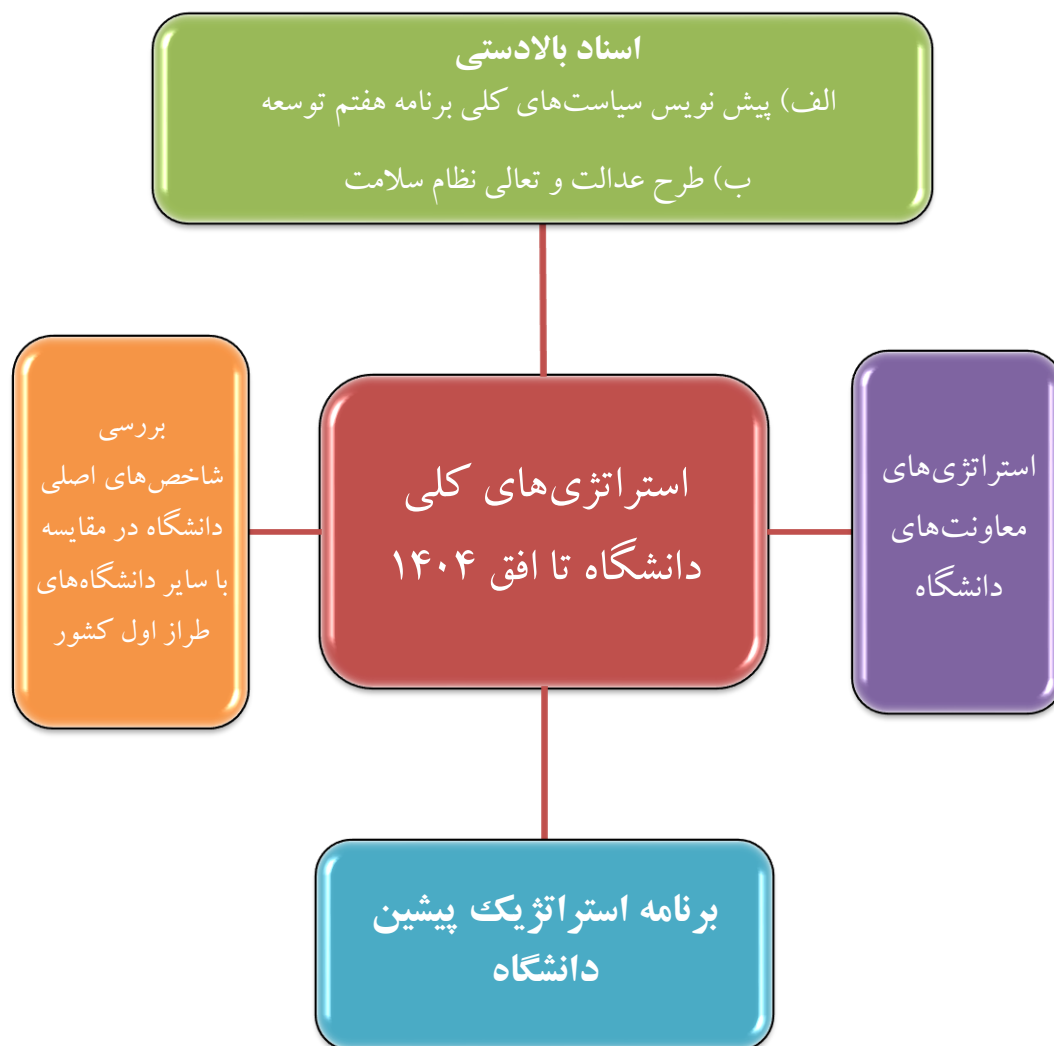 اسناد بالادستی
الف) پیش نویس سیاست‌های کلی برنامه هفتم توسعه
ب) طرح عدالت و تعالی نظام سلامت
استراتژی‌های
معاونت‌های
دانشگاه
استراتژی‌های کلی
دانشگاه تا افق ۱۴۰۴
بررسی
شاخص‌های اصلی
دانشگاه در مقایسه
با سایر دانشگاه‌های
طراز اول کشور
برنامه استراتژیک پیشین
دانشگاه